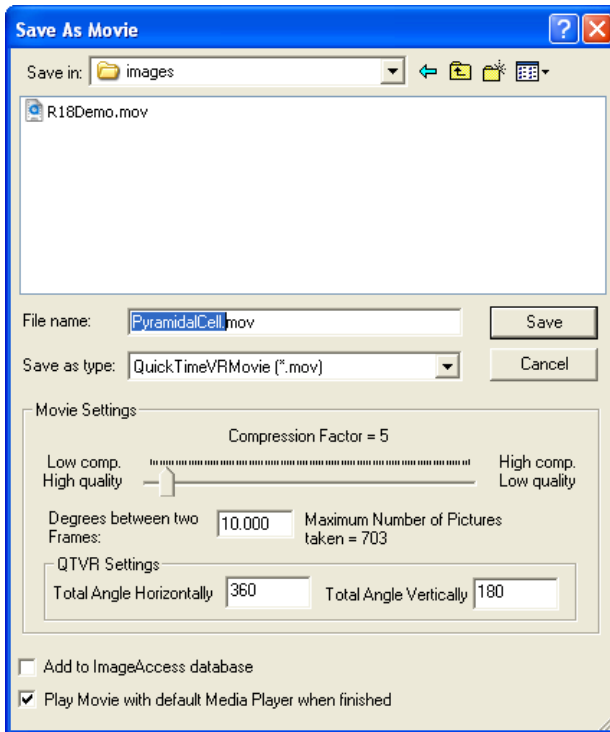 Save As Movie
Save in: images
R18Demo.mov
File name: PyramidalCell.mov
Save
Save as type: QuickTimeVRMovie (*.mov)
Cancel
Movie Settings
Compression Factor = 5
Low comp.
High quality
High comp.
Low quality
Degrees between two
Frames:
10.000
Maximum Number of Pictures
taken = 703
QTVR Settings
Total Angle Horizontally 360
Total Angle Vertically 180
Add to ImageAccess database
Play Movie with default Media Player when finished